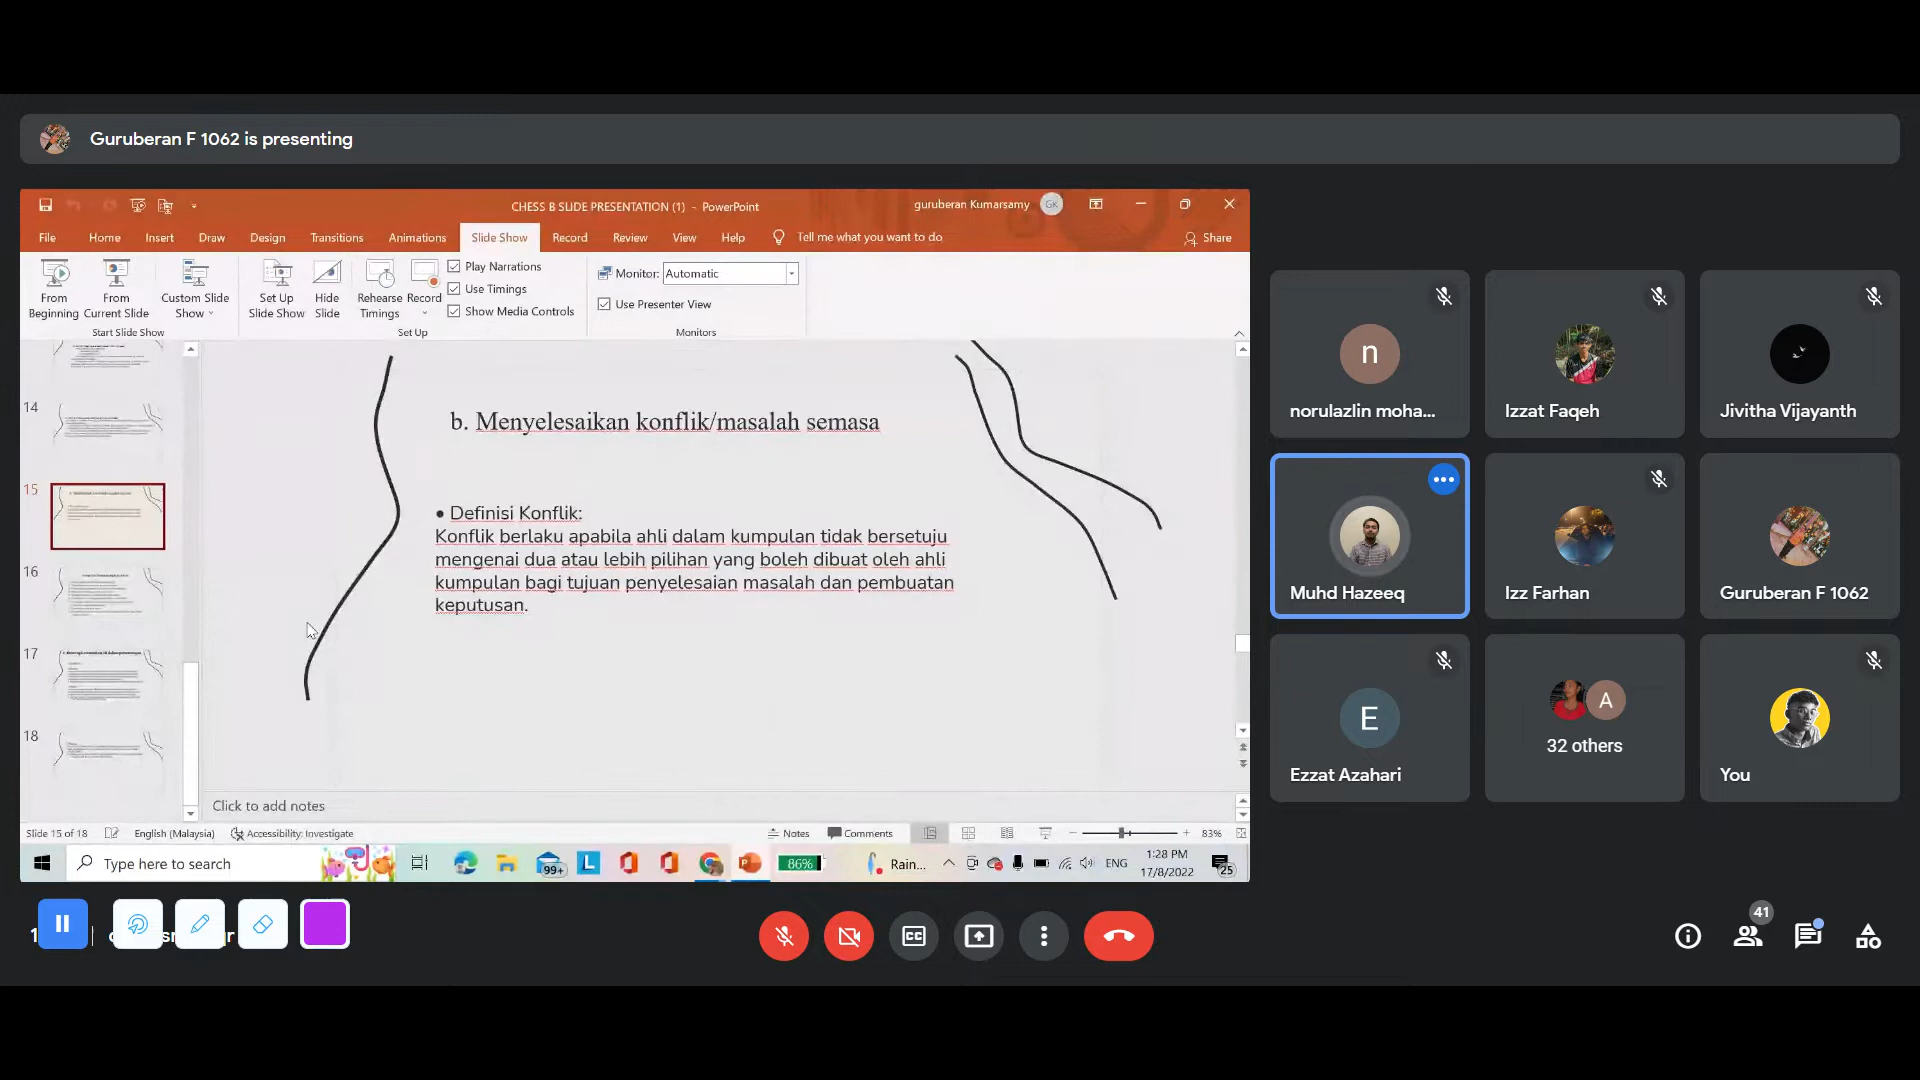 Guruberan F 1062 is presenting
CHESS B SLIDE PRESENTATION (1) - PowerPoint
guruberan Kumarsamy
GK
File Home Insert Draw Design Transitions Animations Slide Show Record Review View Help Tell me what you want to do
Share
From Beginning
From Current Slide
Custom Slide Show
Set Up Slide Show
Hide Slide
Rehearse Timings
Record
Play Narrations
Use Timings
Show Media Controls
Monitor: Automatic
Use Presenter View
Start Slide Show
Set Up
Monitors
14
15
16
17
18
b. Menyelesaikan konflik/masalah semasa
• Definisi Konflik:
Konflik berlaku apabila ahli dalam kumpulan tidak bersetuju
mengenai dua atau lebih pilihan yang boleh dibuat oleh ahli
kumpulan bagi tujuan penyelesaian masalah dan pembuatan
keputusan.
Click to add notes
Slide 15 of 18 English (Malaysia) Accessibility: Investigate Notes Comments 83%
Type here to search
99+
L
86%
Rain...
ENG
1:28 PM
17/8/2022
25
n
norulazlin moha...
Izzat Faqeh
Jivitha Vijayanth
Muhd Hazeeq
Izz Farhan
Guruberan F 1062
E
Ezzat Azahari
A
32 others
You
41